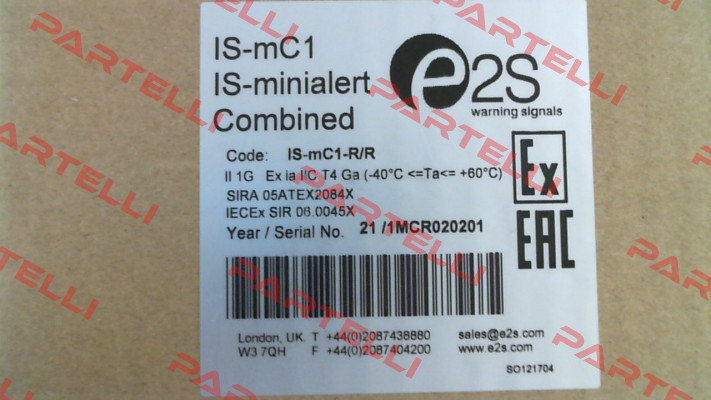 IS-mC1
IS-minialert
Combined
e2S
warning signals
Code: IS-mC1-R/R
II 1G Ex ia IIC T4 Ga (-40°C <=Ta<= +60°C)
SIRA 05ATEX2084X
IECEx SIR 06.0045X
Year / Serial No. 21 /1MCR020201
Ex
EAC
London, UK. T +44(0)2087438880 sales@e2s.com
W3 7QH F +44(0)2087404200 www.e2s.com
SO121704
PARTELLI
PARTELLI
PARTELLI
PARTELLI
PARTELLI
PARTELLI
PARTELLI
PARTELLI